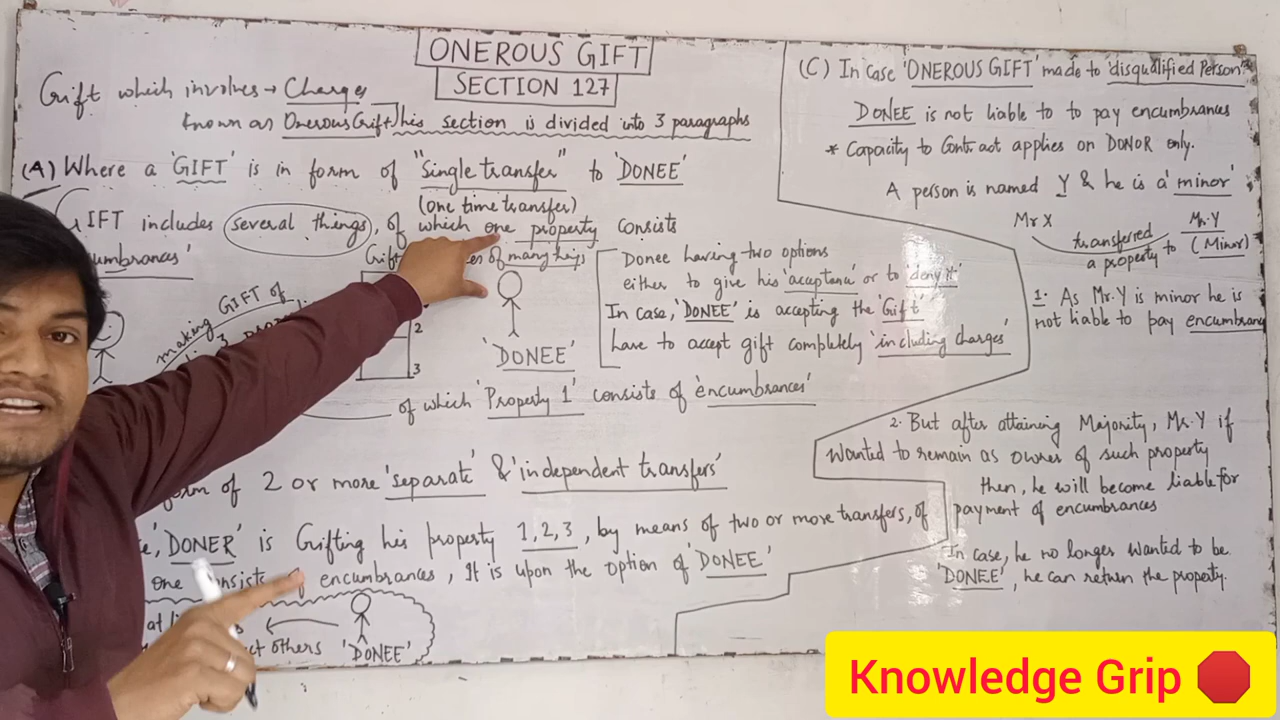 ONEROUS GIFT
SECTION 127
Gift which involves → Charges
known as Onerous Gift, This section is divided into 3 paragraphs
(A) Where a 'GIFT' is in form of "Single transfer" to 'DONEE'
(One time transfer)
GIFT includes several things, of which one property consists
'encumbrances'
of many things
making GIFT of
2
3
'DONEE'
Donee having two options
either to give his 'acceptance' or to 'deny it'
In case, 'DONEE' is accepting the 'Gift'
have to accept gift completely 'including charges'
of which 'Property 1' consists of 'encumbrances'
form of 2 or more 'separate' & 'independent transfers'
'DONER' is Gifting his property 1,2,3, by means of two or more transfers, of
one consists of encumbrances, It is upon the option of 'DONEE'
others 'DONEE'
(C) In case 'ONEROUS GIFT' made to 'disqualified Person'
DONEE is not liable to to pay encumbrances
* Capacity to Contract applies on DONOR only.
A person is named Y & he is a 'minor'
Mr X transferred a property to Mr. Y (Minor)
1. As Mr. Y is minor he is
not liable to pay encumbran
2. But after attaining Majority, Mr. Y if
Wanted to remain as owner of such property
then, he will become liable for
payment of encumbrances
In case, he no longer wanted to be
'DONEE', he can return the property.
Knowledge Grip